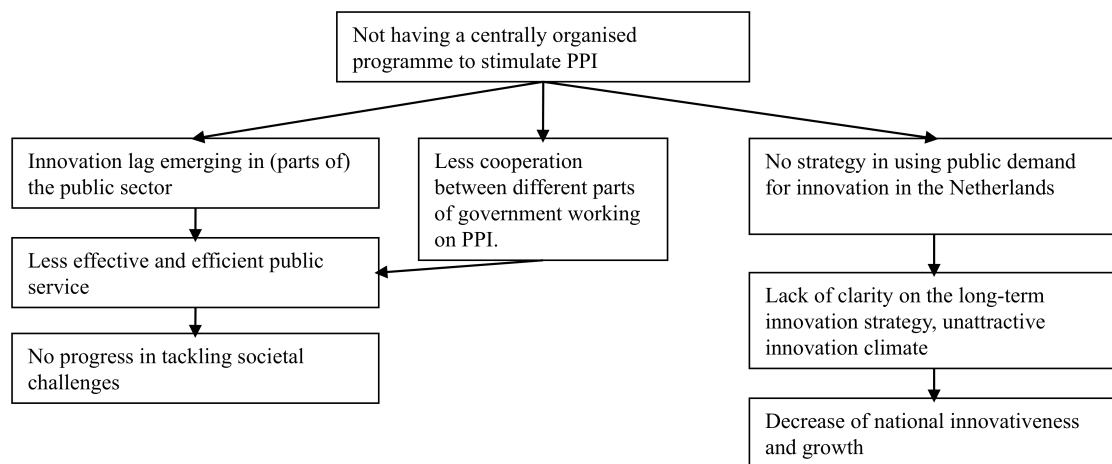 Not having a centrally organised
programme to stimulate PPI
Innovation lag emerging in (parts of)
the public sector
Less cooperation
between different parts
of government working
on PPI.
No strategy in using public demand
for innovation in the Netherlands
Less effective and efficient public
service
Lack of clarity on the long-term
innovation strategy, unattractive
innovation climate
No progress in tackling societal
challenges
Decrease of national innovativeness
and growth